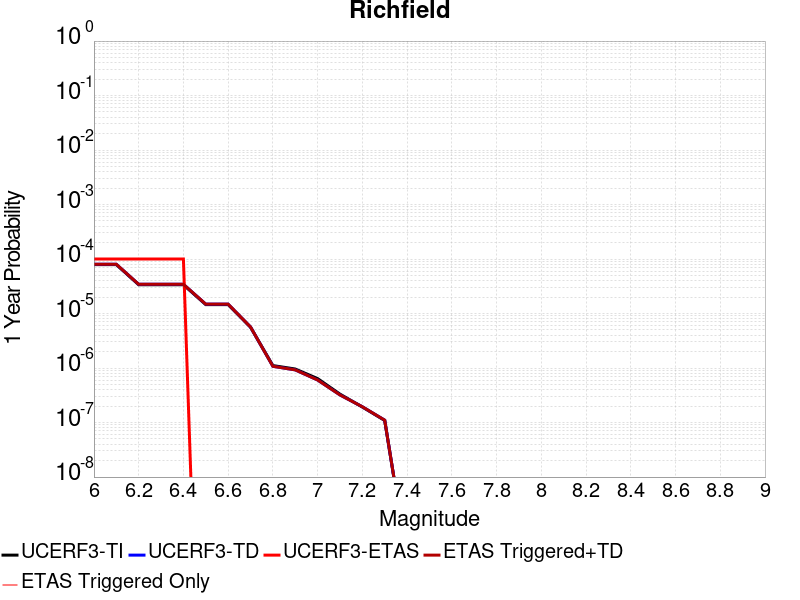 Richfield
10^0
10^-1
10^-2
10^-3
10^-4
10^-5
10^-6
10^-7
10^-8
1 Year Probability
6 6.2 6.4 6.6 6.8 7 7.2 7.4 7.6 7.8 8 8.2 8.4 8.6 8.8 9
Magnitude
UCERF3-TI UCERF3-TD UCERF3-ETAS ETAS Triggered+TD
ETAS Triggered Only